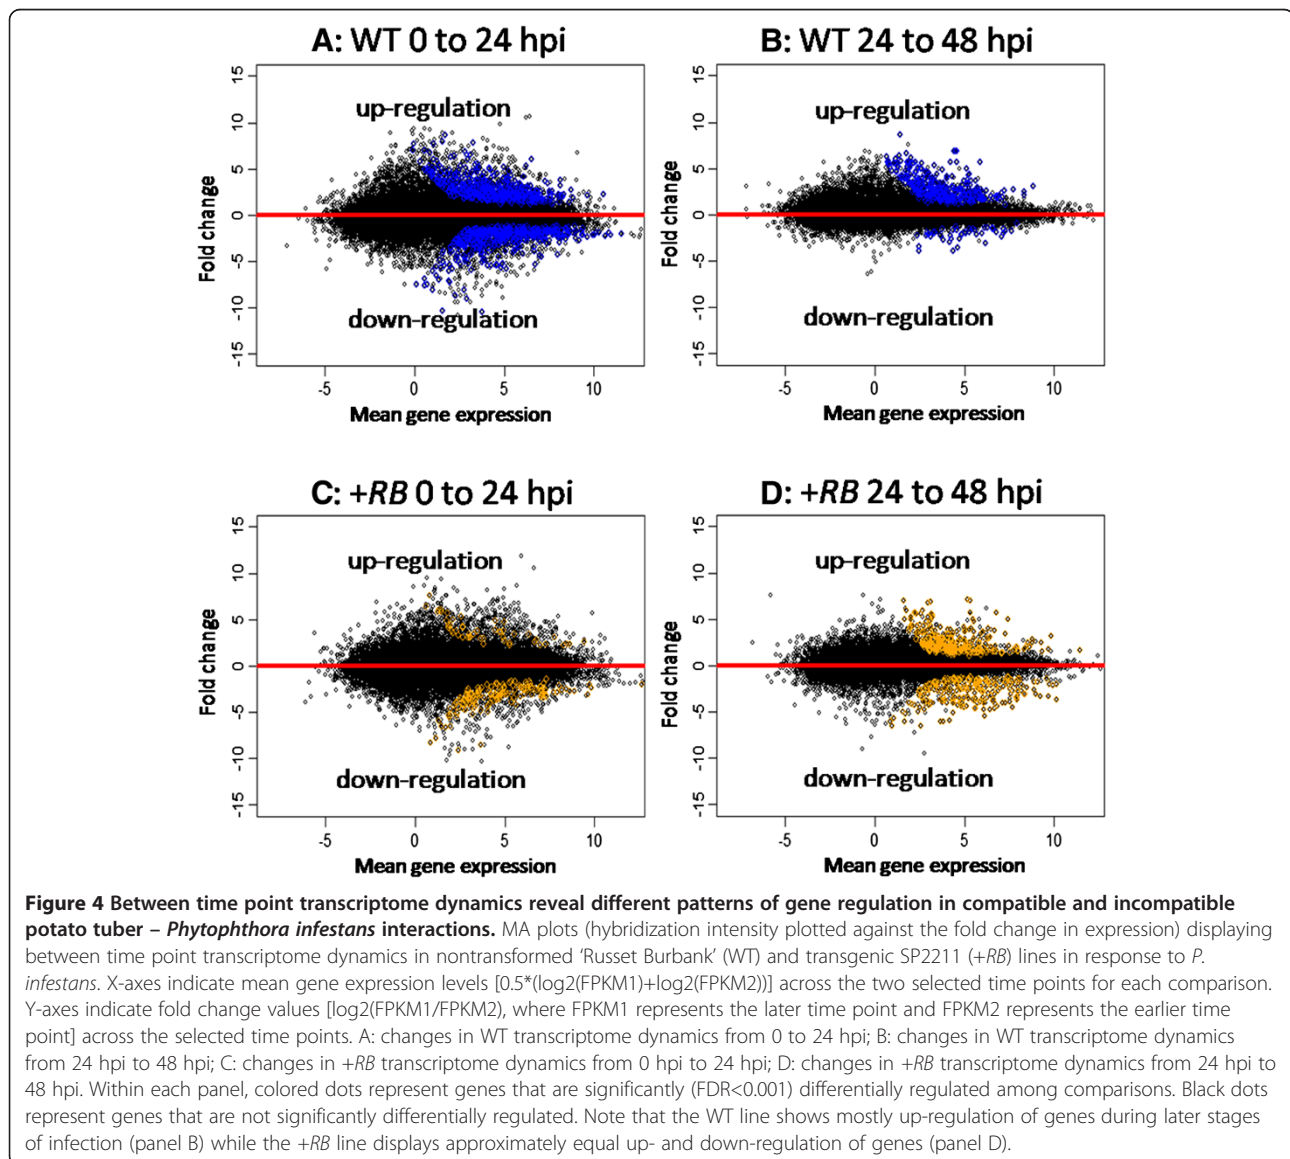 A: WT 0 to 24 hpi
up-regulation
down-regulation
Fold change
15
10
5
0
-5
-10
-15
-5
0
5
10
Mean gene expression
B: WT 24 to 48 hpi
up-regulation
down-regulation
Fold change
15
10
5
0
-5
-10
-15
-5
0
5
10
Mean gene expression
C: +RB 0 to 24 hpi
up-regulation
down-regulation
Fold change
15
10
5
0
-5
-10
-15
-5
0
5
10
Mean gene expression
D: +RB 24 to 48 hpi
up-regulation
down-regulation
Fold change
15
10
5
0
-5
-10
-15
-5
0
5
10
Mean gene expression
Figure 4 Between time point transcriptome dynamics reveal different patterns of gene regulation in compatible and incompatible
potato tuber – Phytophthora infestans interactions. MA plots (hybridization intensity plotted against the fold change in expression) displaying
between time point transcriptome dynamics in nontransformed ‘Russet Burbank’ (WT) and transgenic SP2211 (+RB) lines in response to P.
infestans. X-axes indicate mean gene expression levels [0.5*(log2(FPKM1)+log2(FPKM2))] across the two selected time points for each comparison.
Y-axes indicate fold change values [log2(FPKM1/FPKM2), where FPKM1 represents the later time point and FPKM2 represents the earlier time
point] across the selected time points. A: changes in WT transcriptome dynamics from 0 to 24 hpi; B: changes in WT transcriptome dynamics
from 24 hpi to 48 hpi; C: changes in +RB transcriptome dynamics from 0 hpi to 24 hpi; D: changes in +RB transcriptome dynamics from 24 hpi to
48 hpi. Within each panel, colored dots represent genes that are significantly (FDR<0.001) differentially regulated among comparisons. Black dots
represent genes that are not significantly differentially regulated. Note that the WT line shows mostly up-regulation of genes during later stages
of infection (panel B) while the +RB line displays approximately equal up- and down-regulation of genes (panel D).